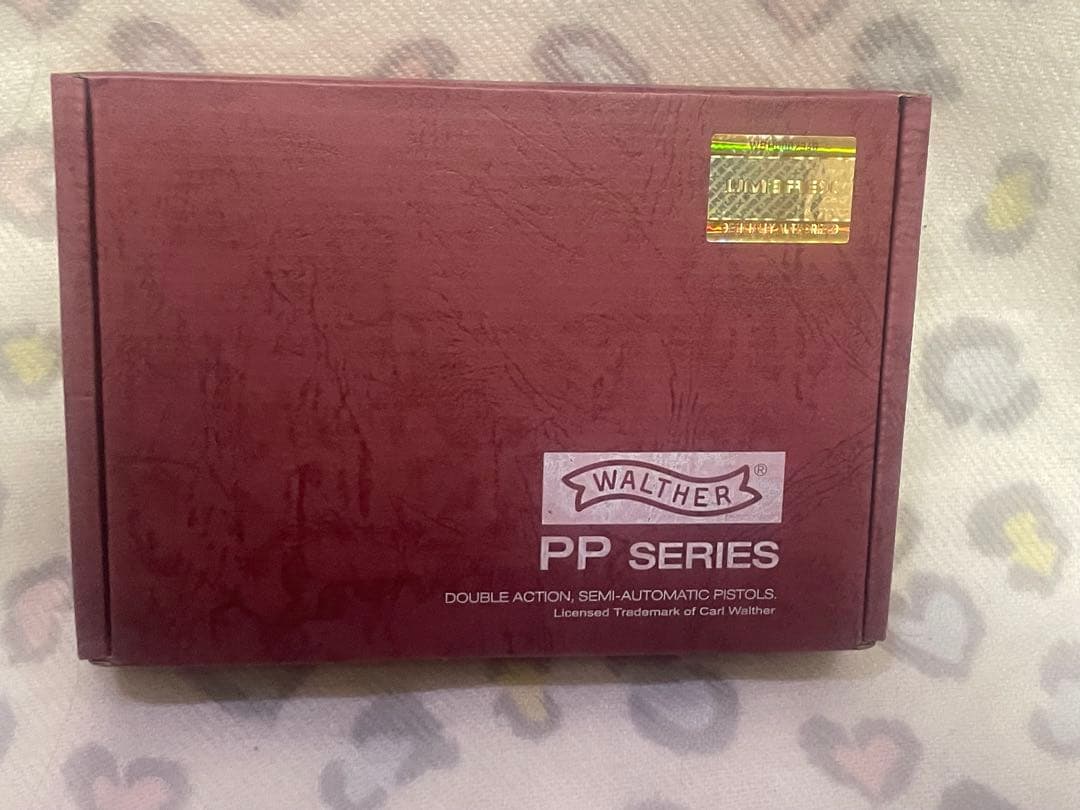 WALTHER ®
PP SERIES
DOUBLE ACTION, SEMI-AUTOMATIC PISTOLS.
Licensed Trademark of Carl Walther